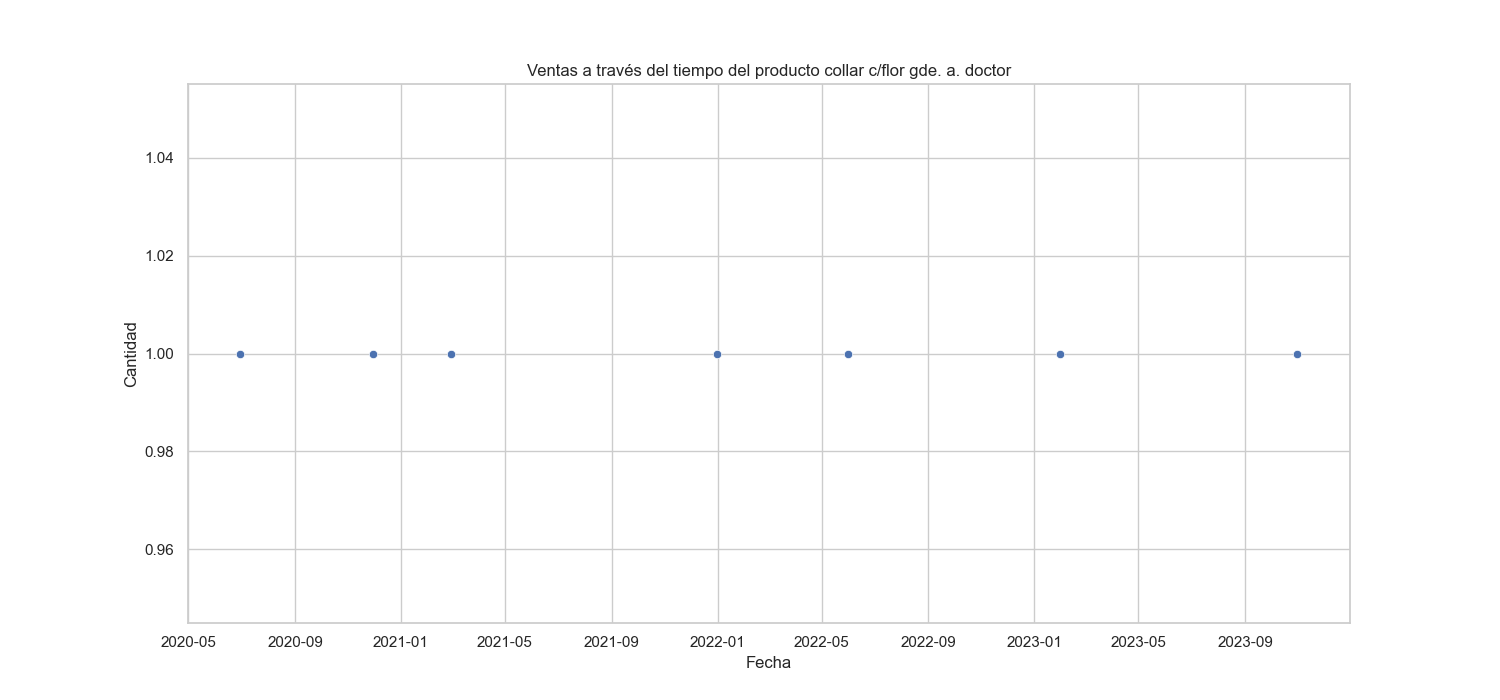 Ventas a través del tiempo del producto collar c/flor gde. a. doctor
1.04
1.02
1.00
0.98
0.96
Cantidad
2020-05 2020-09 2021-01 2021-05 2021-09 2022-01 2022-05 2022-09 2023-01 2023-05 2023-09
Fecha